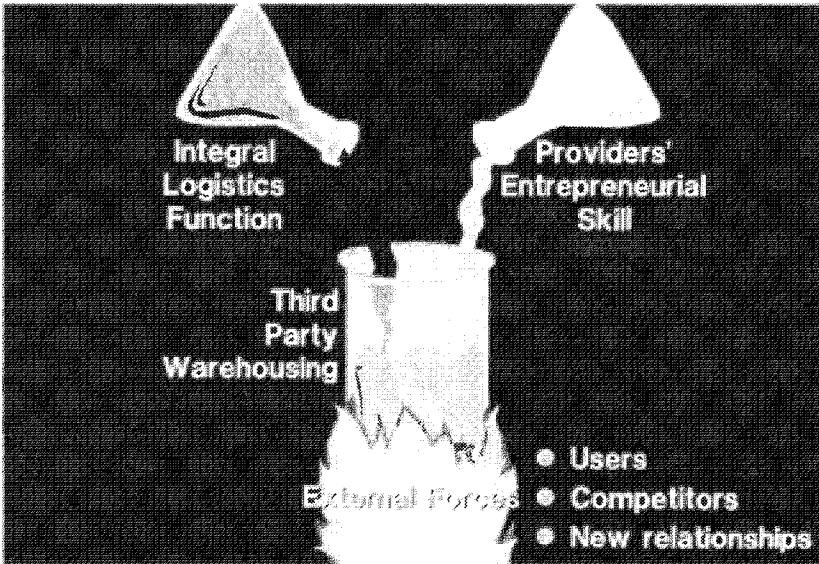 Integral
Logistics
Function
Providers'
Entrepreneurial
Skill
Third
Party
Warehousing
External Forces
Users
Competitors
New relationships